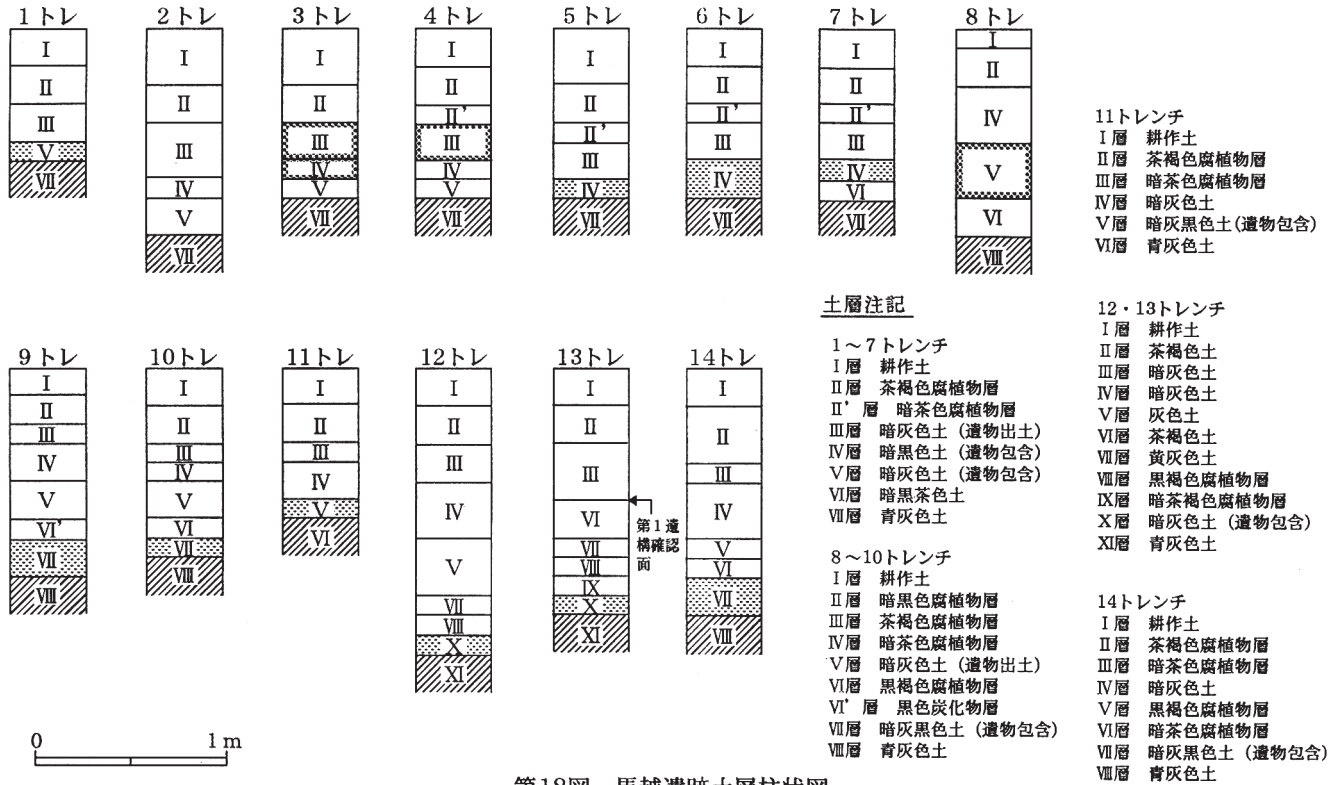 1トレ 2トレ 3トレ 4トレ 5トレ 6トレ 7トレ 8トレ
I
II
III
V
VII
I
II
III
IV
V
VII
I
II
III
IV
V
VII
I
II
II'
III
IV
V
VII
I
II
II'
III
IV
VII
I
II
II'
III
IV
VII
I
II
II'
III
IV
VI
VII
I
II
IV
V
VI
VIII
11トレンチ
I層 耕作土
II層 茶褐色腐植物層
III層 暗茶色腐植物層
IV層 暗灰色土
V層 暗灰黒色土(遺物包含)
VI層 青灰色土
9トレ 10トレ 11トレ 12トレ 13トレ 14トレ
I
II
III
IV
V
VI'
VII
VIII
I
II
III
IV
V
VI
VII
VIII
I
II
III
IV
V
VI
I
II
III
IV
V
VII
VIII
X
XI
I
II
III
VI
VII
VIII
IX
X
XI
第1遺
構確認
面
I
II
III
IV
V
VI
VII
VIII
土層注記
1～7トレンチ
I層 耕作土
II層 茶褐色腐植物層
II'層 暗茶色腐植物層
III層 暗灰色土(遺物出土)
IV層 暗黒色土(遺物包含)
V層 暗灰色土(遺物包含)
VI層 暗黒茶色土
VII層 青灰色土
8～10トレンチ
I層 耕作土
II層 暗黒色腐植物層
III層 茶褐色腐植物層
IV層 暗茶色腐植物層
V層 暗灰色土(遺物出土)
VI層 黒褐色腐植物層
VI'層 黒色炭化物層
VII層 暗灰黒色土(遺物包含)
VIII層 青灰色土
12・13トレンチ
I層 耕作土
II層 茶褐色土
III層 暗灰色土
IV層 暗灰色土
V層 灰色土
VI層 茶褐色土
VII層 黄灰色土
VIII層 黒褐色腐植物層
IX層 暗茶褐色植物層
X層 暗灰色土(遺物包含)
XI層 青灰色土
14トレンチ
I層 耕作土
II層 茶褐色腐植物層
III層 暗茶色腐植物層
IV層 暗灰色土
V層 黒褐色腐植物層
VI層 暗茶色腐植物層
VII層 暗灰黒色土(遺物包含)
VIII層 青灰色土
0 1m
第18図 馬越遺跡土層柱状図